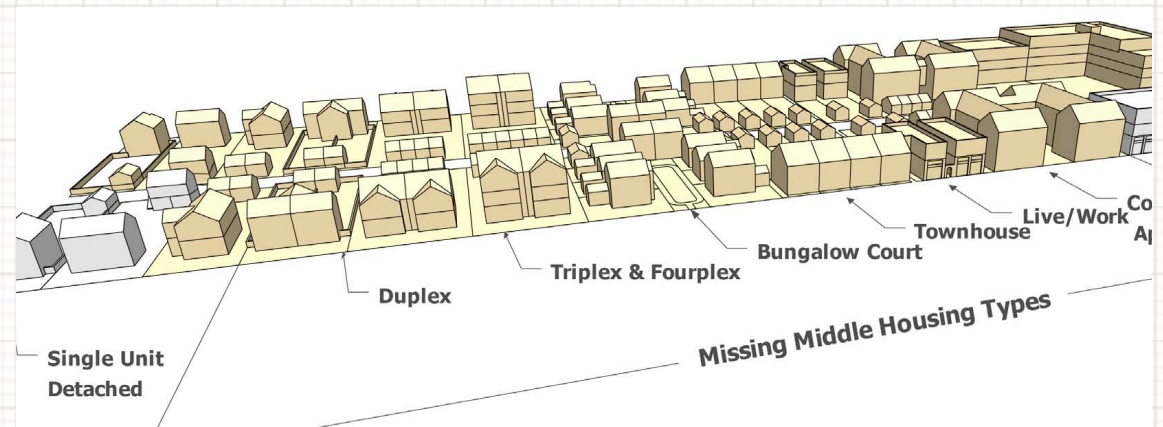 Single Unit
Detached
Duplex
Triplex & Fourplex
Bungalow Court
Townhouse
Live/Work
Missing Middle Housing Types